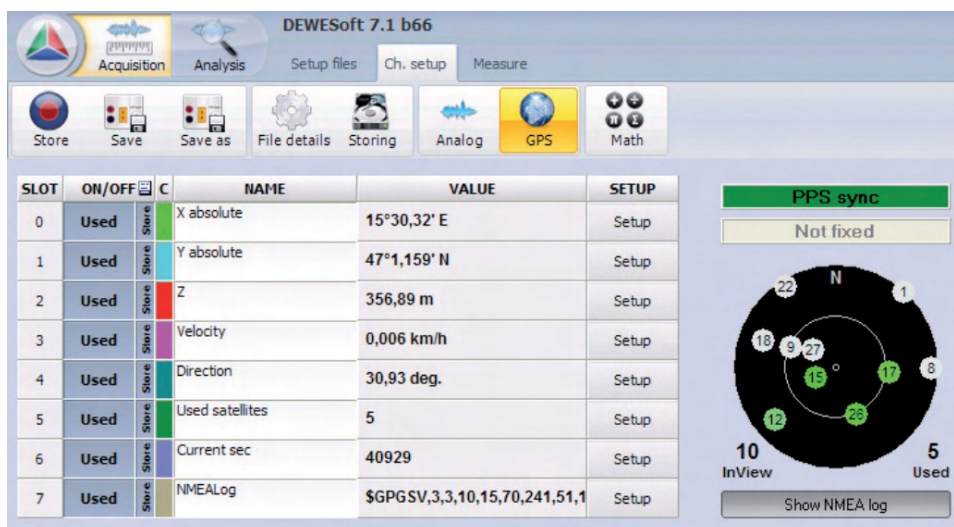 DEWESoft 7.1 b66
Acquisition Analysis Setup files Ch. setup Measure
Store Save Save as File details Storing Analog GPS Math
SLOT ON/OFF C NAME VALUE SETUP
0 Used Store X absolute 15°30,32' E Setup
1 Used Store Y absolute 47°1,159' N Setup
2 Used Store Z 356,89 m Setup
3 Used Store Velocity 0,006 km/h Setup
4 Used Store Direction 30,93 deg. Setup
5 Used Store Used satellites 5 Setup
6 Used Store Current sec 40929 Setup
7 Used Store NMEALog $GPGSV,3,3,10,15,70,241,51,1 Setup
PPS sync
Not fixed
N
22 1
18 9 27
15 17 8
12 26
10 5
InView Used
Show NMEA log